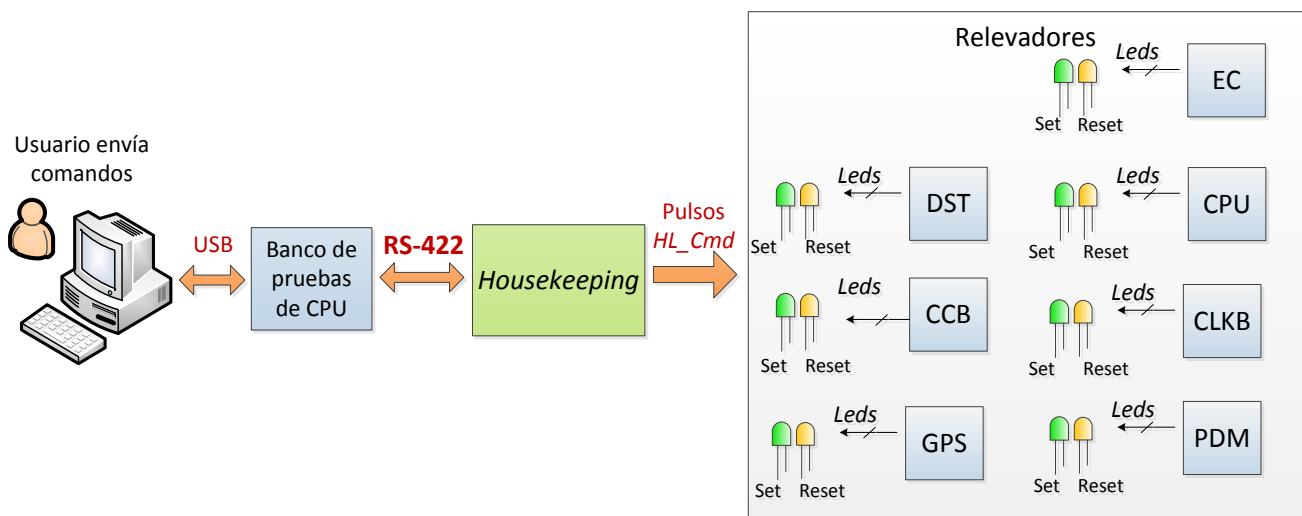 Usuario envía
comandos
USB
Banco de
pruebas
de CPU
RS-422
Housekeeping
Pulsos
HL_Cmd
Relevadores
Leds
EC
Set Reset
Leds
DST
Set Reset
Leds
CPU
Set Reset
Leds
CCB
Set Reset
Leds
CLKB
Set Reset
Leds
GPS
Set Reset
Leds
PDM
Set Reset